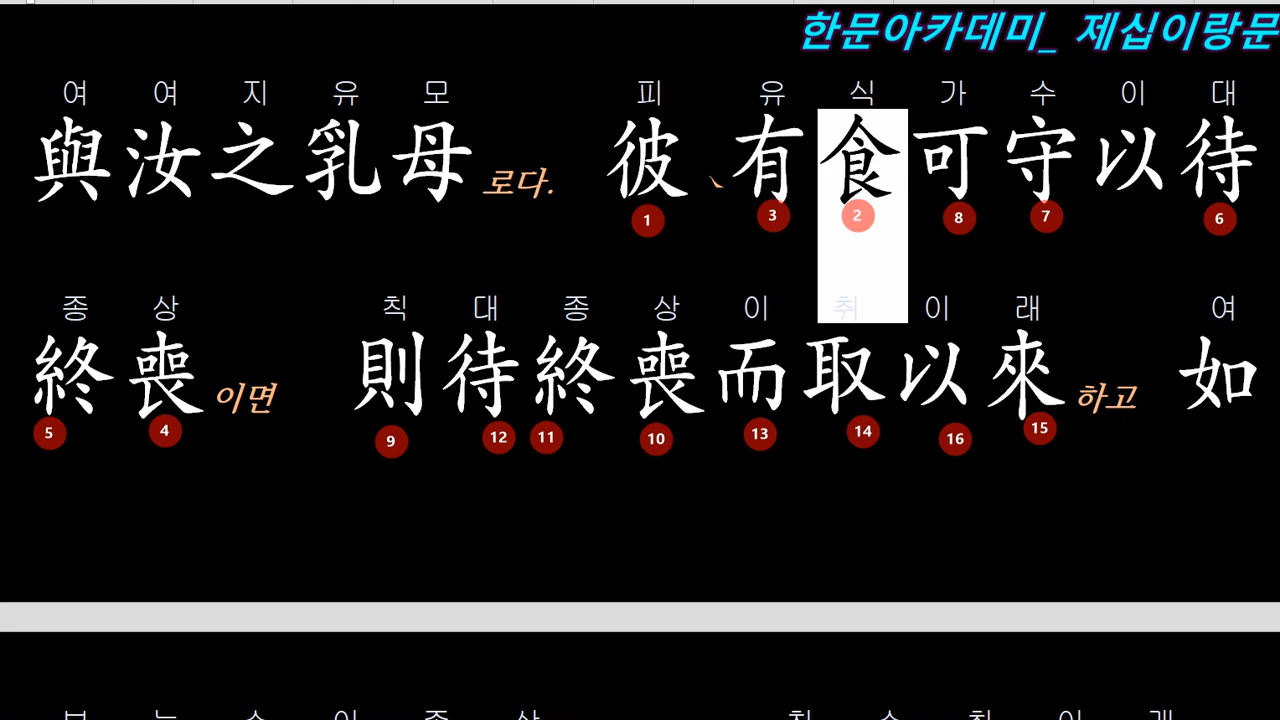 한문아카데미_ 제십이랑문
여 여 지 유 모 피 유 식 가 수 이 대
與汝之乳母로다. 彼、有食可守以待
1 3 2 8 7 6
종 상 칙 대 종 상 이 취 이 래 여
終喪이면 則待終喪而取以來하고 如
5 4 9 12 11 10 13 14 16 15